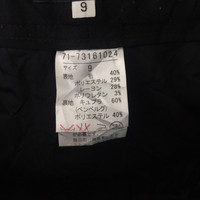 9
71-73161024
サイズ 9
表地 毛 40%
ポリエステル 29%
レーヨン 28%
ポリウレタン 3%
裏地 キュプラ 60%
(ベンベルグ)
ポリエステル 40%